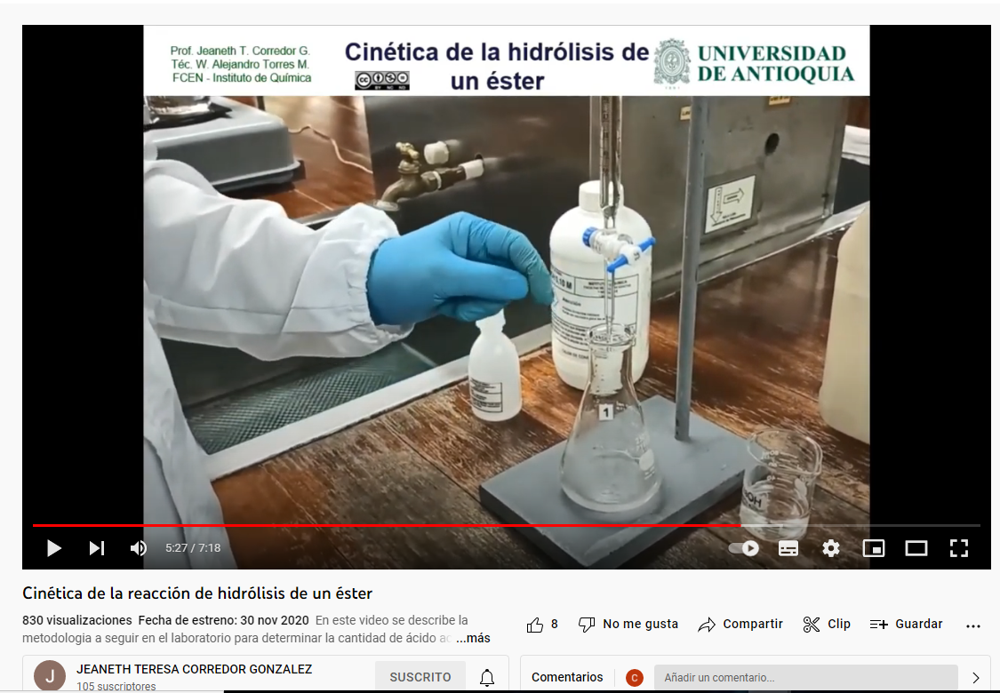 Prof. Jeaneth T. Corredor G.
Téc. W. Alejandro Torres M.
FCEN - Instituto de Química
Cinética de la hidrólisis de
un éster
cc BY NC ND
UNIVERSIDAD
DE ANTIOQUIA
1
5:27 / 7:18
Cinética de la reacción de hidrólisis de un éster
830 visualizaciones Fecha de estreno: 30 nov 2020 En este video se describe la
metodologia a seguir en el laboratorio para determinar la cantidad de ácido ac ...más
8 No me gusta Compartir Clip Guardar
J JEANETH TERESA CORREDOR GONZALEZ
105 suscriptores
SUSCRITO
Comentarios C Añadir un comentario...